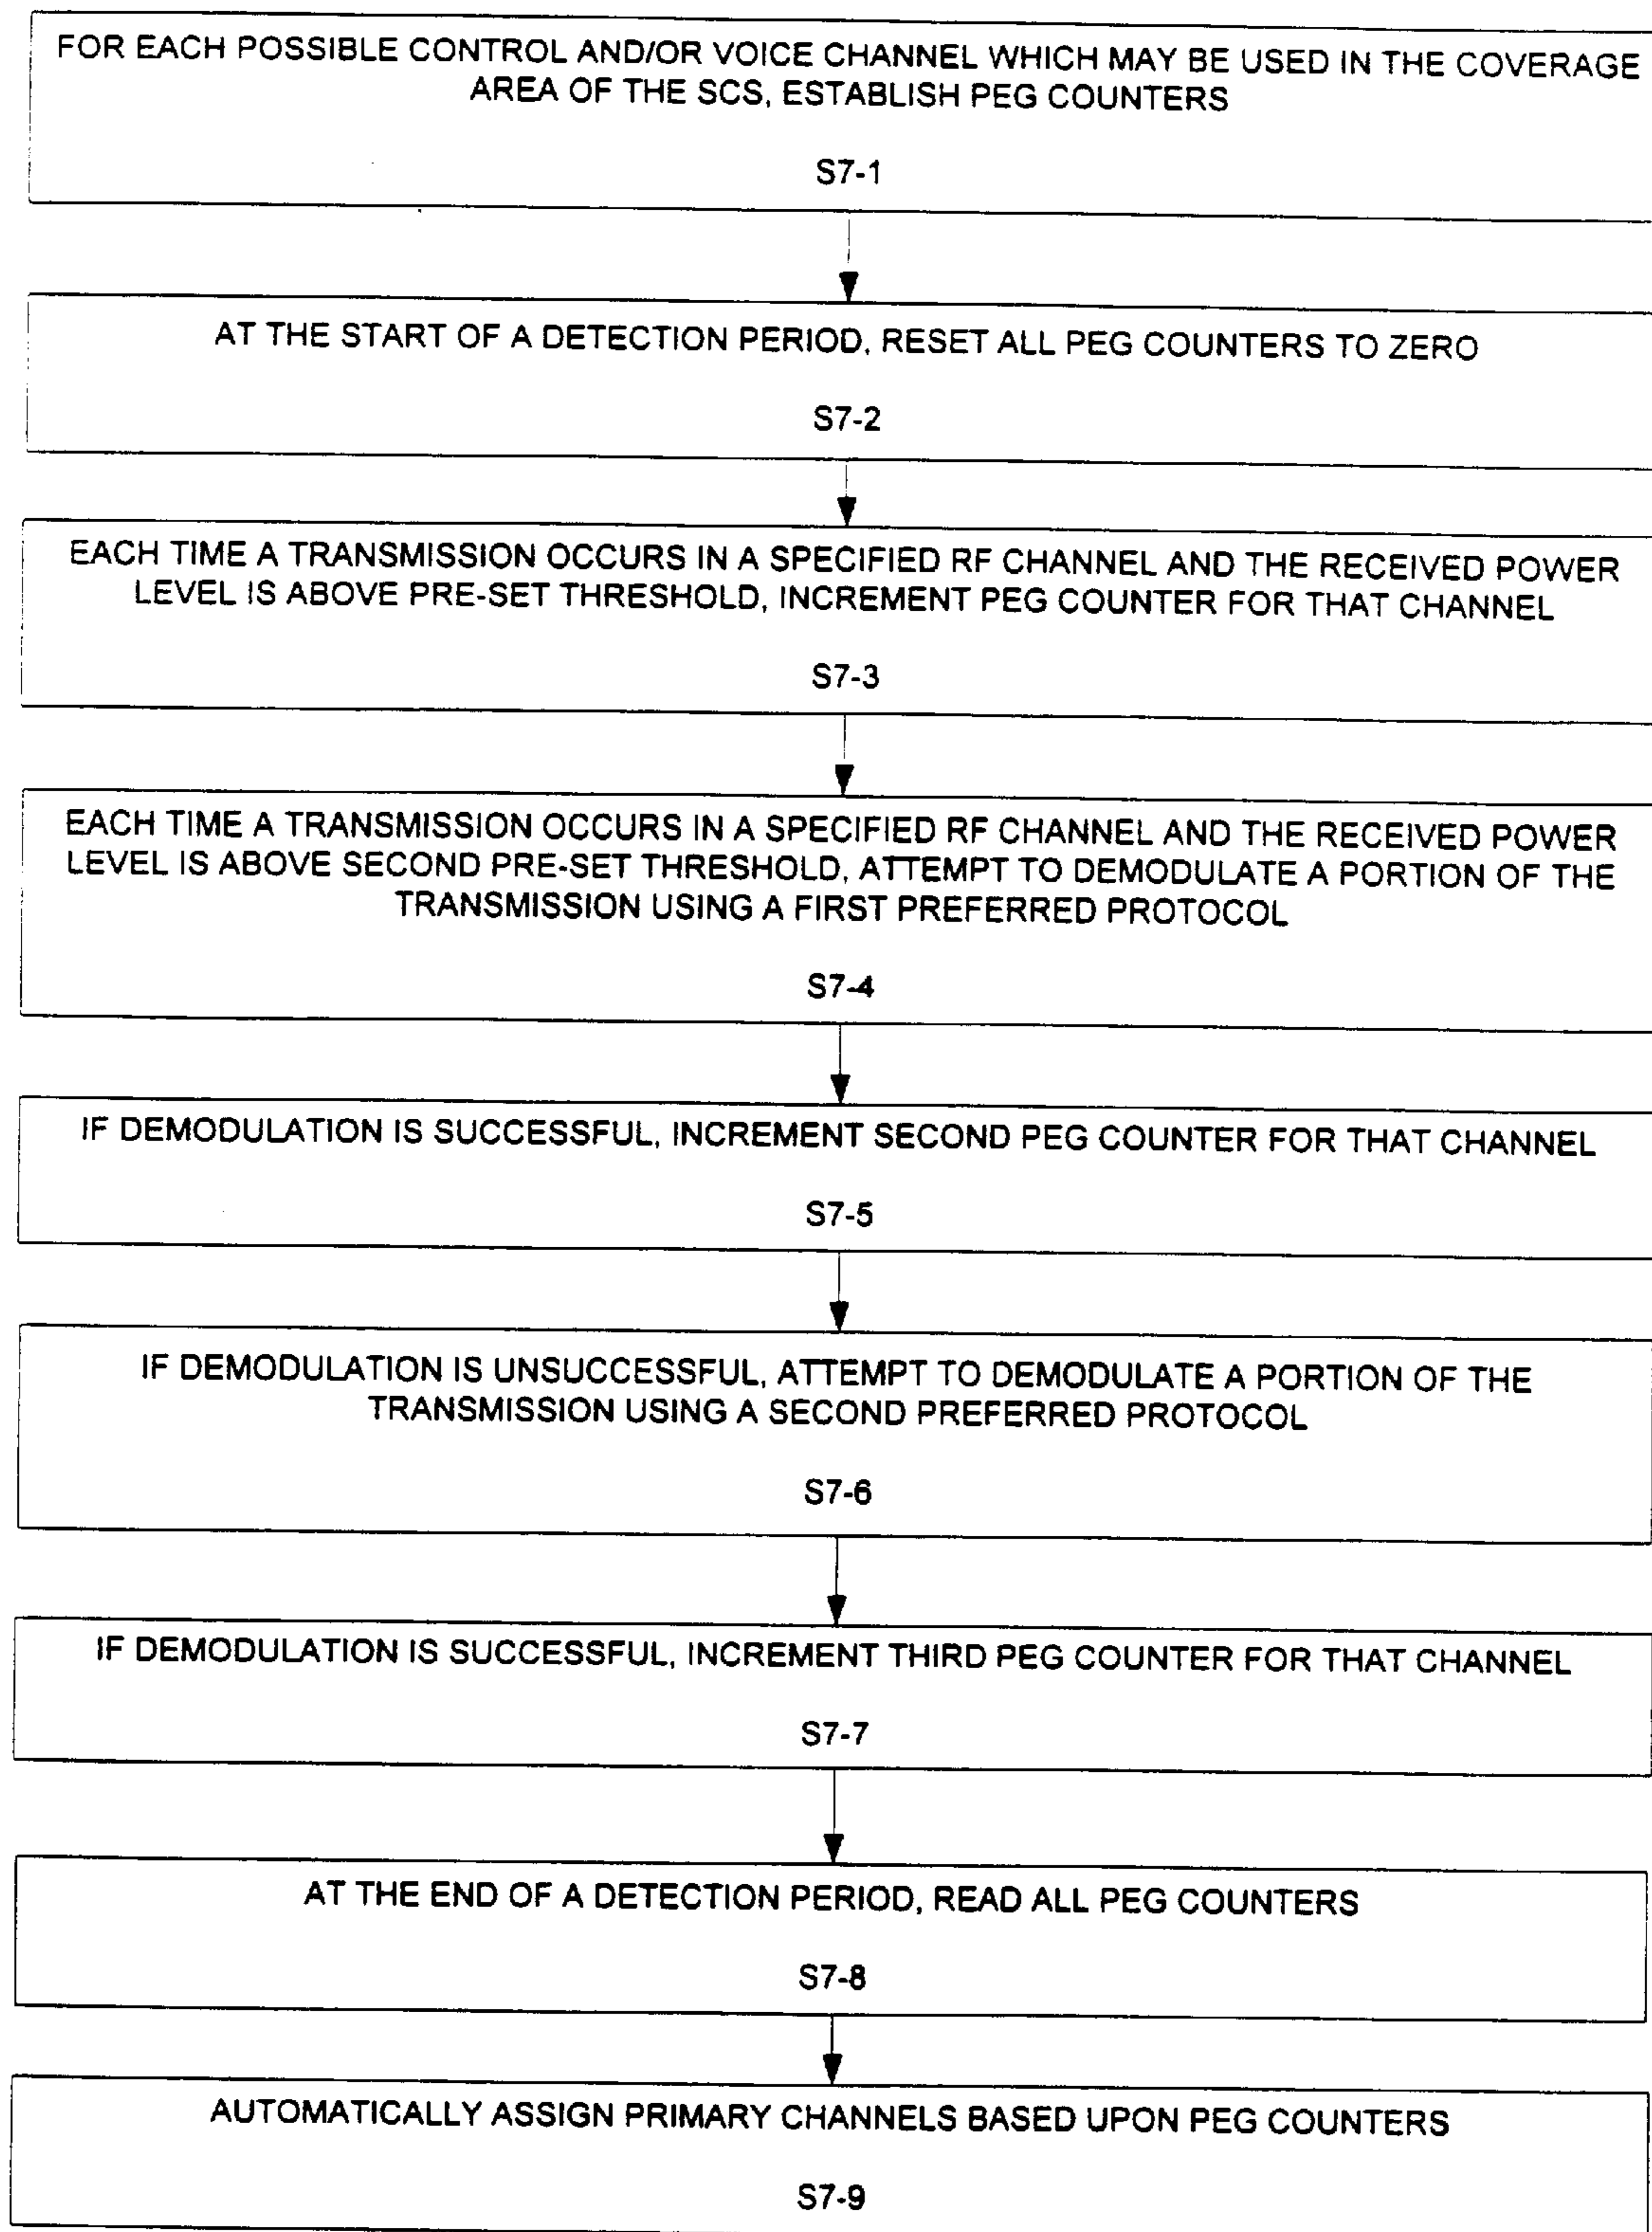 FOR EACH POSSIBLE CONTROL AND/OR VOICE CHANNEL WHICH MAY BE USED IN THE COVERAGE
AREA OF THE SCS, ESTABLISH PEG COUNTERS
S7-1
AT THE START OF A DETECTION PERIOD, RESET ALL PEG COUNTERS TO ZERO
S7-2
EACH TIME A TRANSMISSION OCCURS IN A SPECIFIED RF CHANNEL AND THE RECEIVED POWER
LEVEL IS ABOVE PRE-SET THRESHOLD, INCREMENT PEG COUNTER FOR THAT CHANNEL
S7-3
EACH TIME A TRANSMISSION OCCURS IN A SPECIFIED RF CHANNEL AND THE RECEIVED POWER
LEVEL IS ABOVE SECOND PRE-SET THRESHOLD, ATTEMPT TO DEMODULATE A PORTION OF THE
TRANSMISSION USING A FIRST PREFERRED PROTOCOL
S7-4
IF DEMODULATION IS SUCCESSFUL, INCREMENT SECOND PEG COUNTER FOR THAT CHANNEL
S7-5
IF DEMODULATION IS UNSUCCESSFUL, ATTEMPT TO DEMODULATE A PORTION OF THE
TRANSMISSION USING A SECOND PREFERRED PROTOCOL
S7-6
IF DEMODULATION IS SUCCESSFUL, INCREMENT THIRD PEG COUNTER FOR THAT CHANNEL
S7-7
AT THE END OF A DETECTION PERIOD, READ ALL PEG COUNTERS
S7-8
AUTOMATICALLY ASSIGN PRIMARY CHANNELS BASED UPON PEG COUNTERS
S7-9